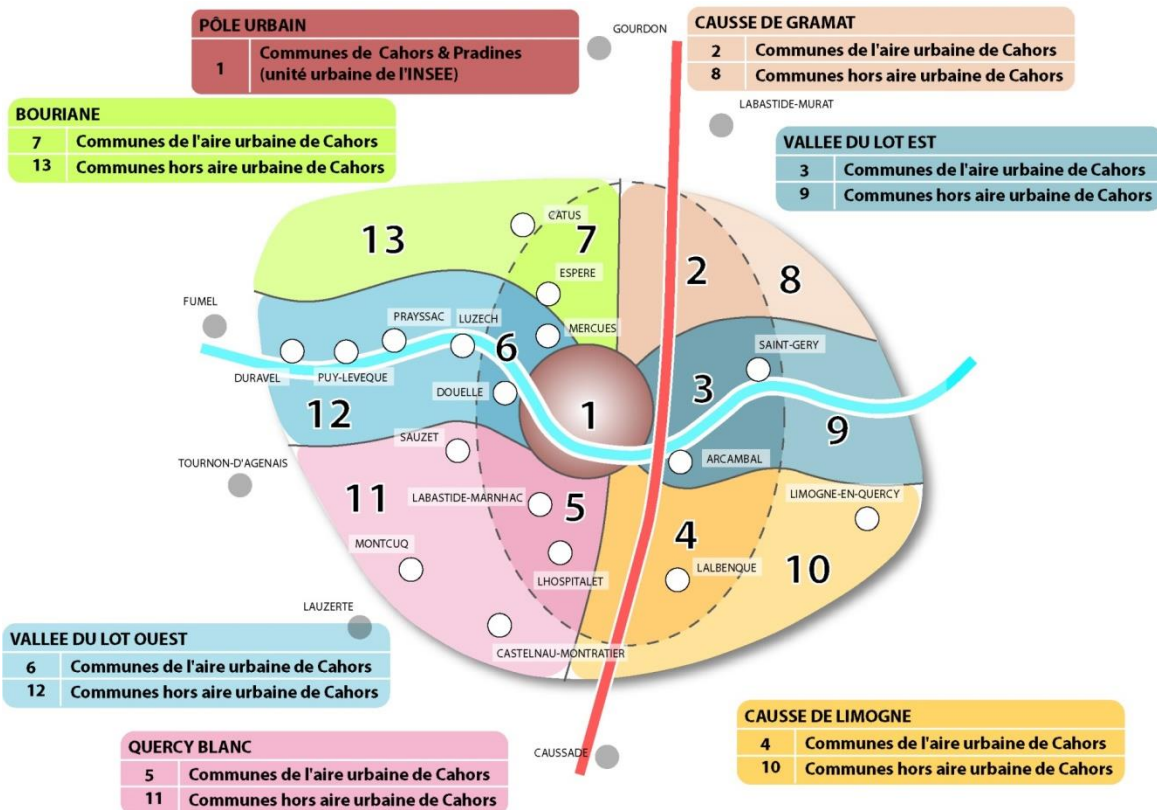 PÔLE URBAIN
1 Communes de Cahors & Pradines
(unité urbaine de l'INSEE)
GOURDON
CAUSSE DE GRAMAT
2 Communes de l'aire urbaine de Cahors
8 Communes hors aire urbaine de Cahors
BOURIANE
7 Communes de l'aire urbaine de Cahors
13 Communes hors aire urbaine de Cahors
LABASTIDE-MURAT
VALLEE DU LOT EST
3 Communes de l'aire urbaine de Cahors
9 Communes hors aire urbaine de Cahors
CATUS
13
7
2
8
ESPERE
FUMEL
PRAYSSAC
LUZECH
MERCUES
6
SAINT-GERY
DURAVEL
PUY-LEVEQUE
DOUELLE
3
12
1
9
SAUZET
ARCAMBAL
TOURNON-D'AGENAIS
11
LABASTIDE-MARNHAC
5
LIMOGNE-EN-QUERCY
4
MONTCUQ
LHOSPITALET
LALBENQUE
10
LAUZERTE
CASTELNAU-MONTRATIER
VALLEE DU LOT OUEST
6 Communes de l'aire urbaine de Cahors
12 Communes hors aire urbaine de Cahors
CAUSSE DE LIMOGNE
4 Communes de l'aire urbaine de Cahors
10 Communes hors aire urbaine de Cahors
QUERCY BLANC
5 Communes de l'aire urbaine de Cahors
11 Communes hors aire urbaine de Cahors
CAUSSADE